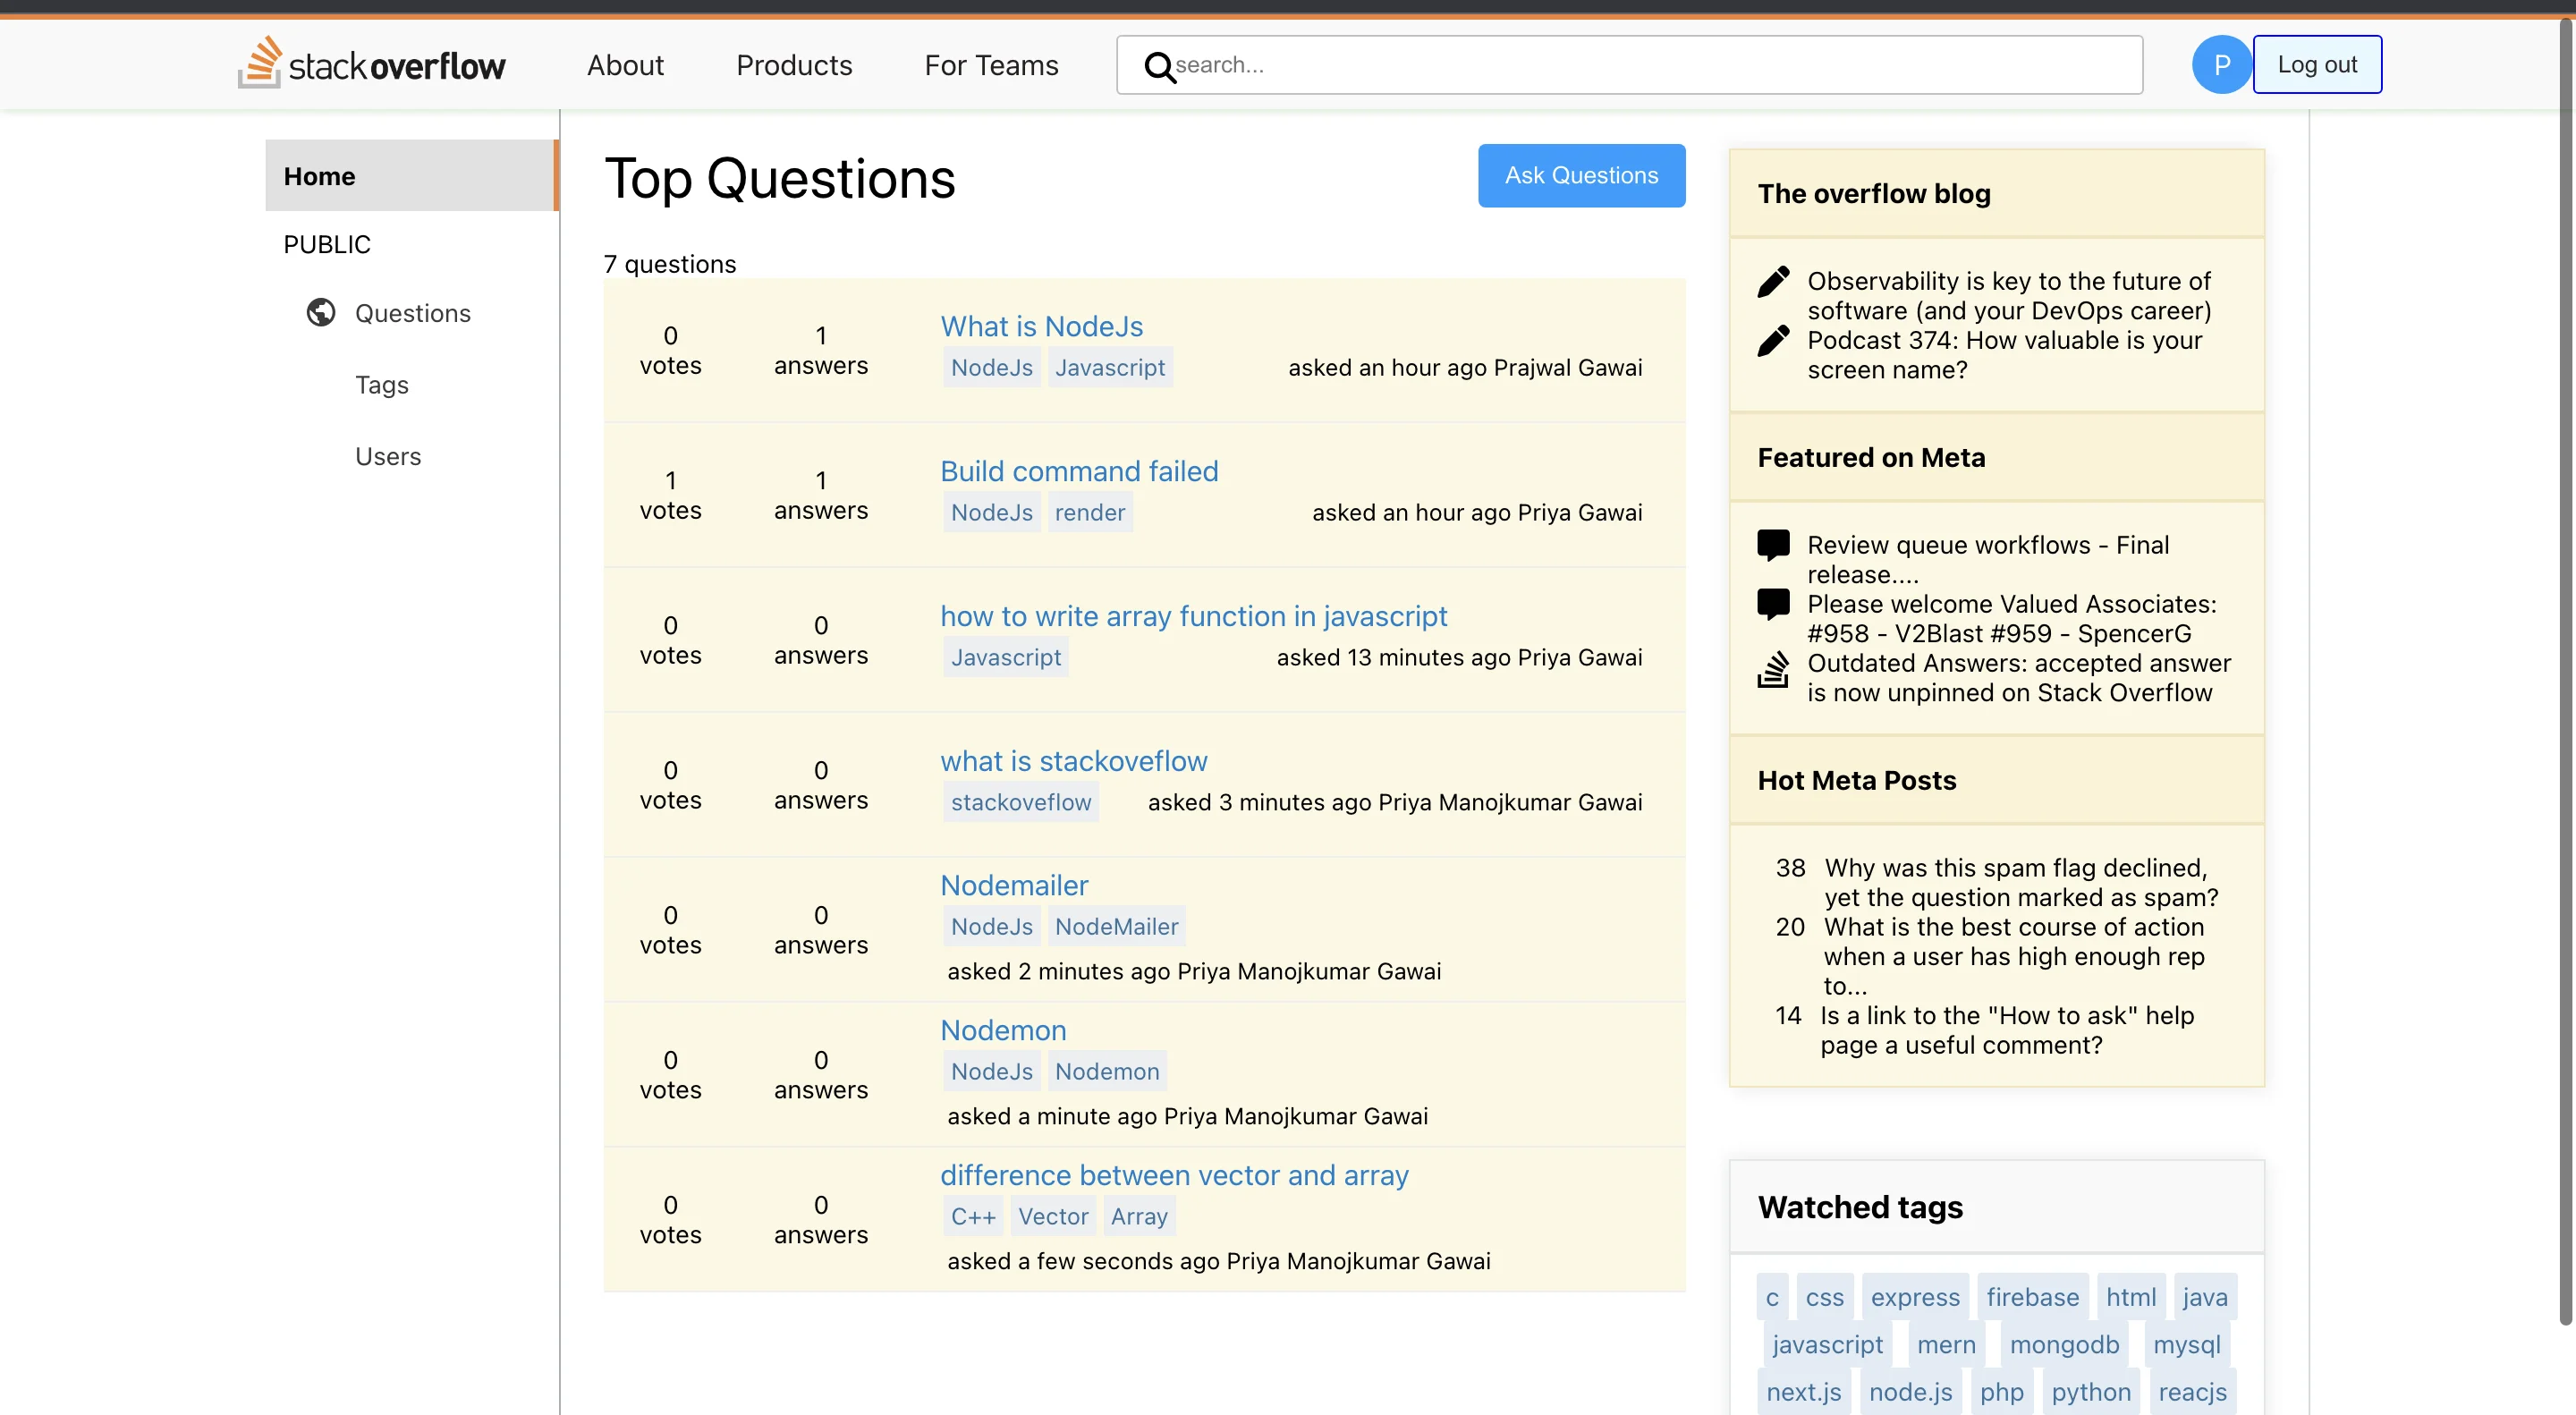 stackoverflow
About
Products
For Teams
search...
P
Log out
Home
PUBLIC
Questions
Tags
Users
Top Questions
Ask Questions
7 questions
0 votes
1 answers
What is NodeJs
NodeJs Javascript
asked an hour ago Prajwal Gawai
1 votes
1 answers
Build command failed
NodeJs render
asked an hour ago Priya Gawai
0 votes
0 answers
how to write array function in javascript
Javascript
asked 13 minutes ago Priya Gawai
0 votes
0 answers
what is stackoveflow
stackoveflow
asked 3 minutes ago Priya Manojkumar Gawai
0 votes
0 answers
Nodemailer
NodeJs NodeMailer
asked 2 minutes ago Priya Manojkumar Gawai
0 votes
0 answers
Nodemon
NodeJs Nodemon
asked a minute ago Priya Manojkumar Gawai
0 votes
0 answers
difference between vector and array
C++ Vector Array
asked a few seconds ago Priya Manojkumar Gawai
The overflow blog
Observability is key to the future of
software (and your DevOps career)
Podcast 374: How valuable is your
screen name?
Featured on Meta
Review queue workflows - Final
release....
Please welcome Valued Associates:
#958 - V2Blast #959 - SpencerG
Outdated Answers: accepted answer
is now unpinned on Stack Overflow
Hot Meta Posts
38 Why was this spam flag declined,
yet the question marked as spam?
20 What is the best course of action
when a user has high enough rep
to...
14 Is a link to the "How to ask" help
page a useful comment?
Watched tags
c css express firebase html java
javascript mern mongodb mysql
next.js node.js php python reacjs